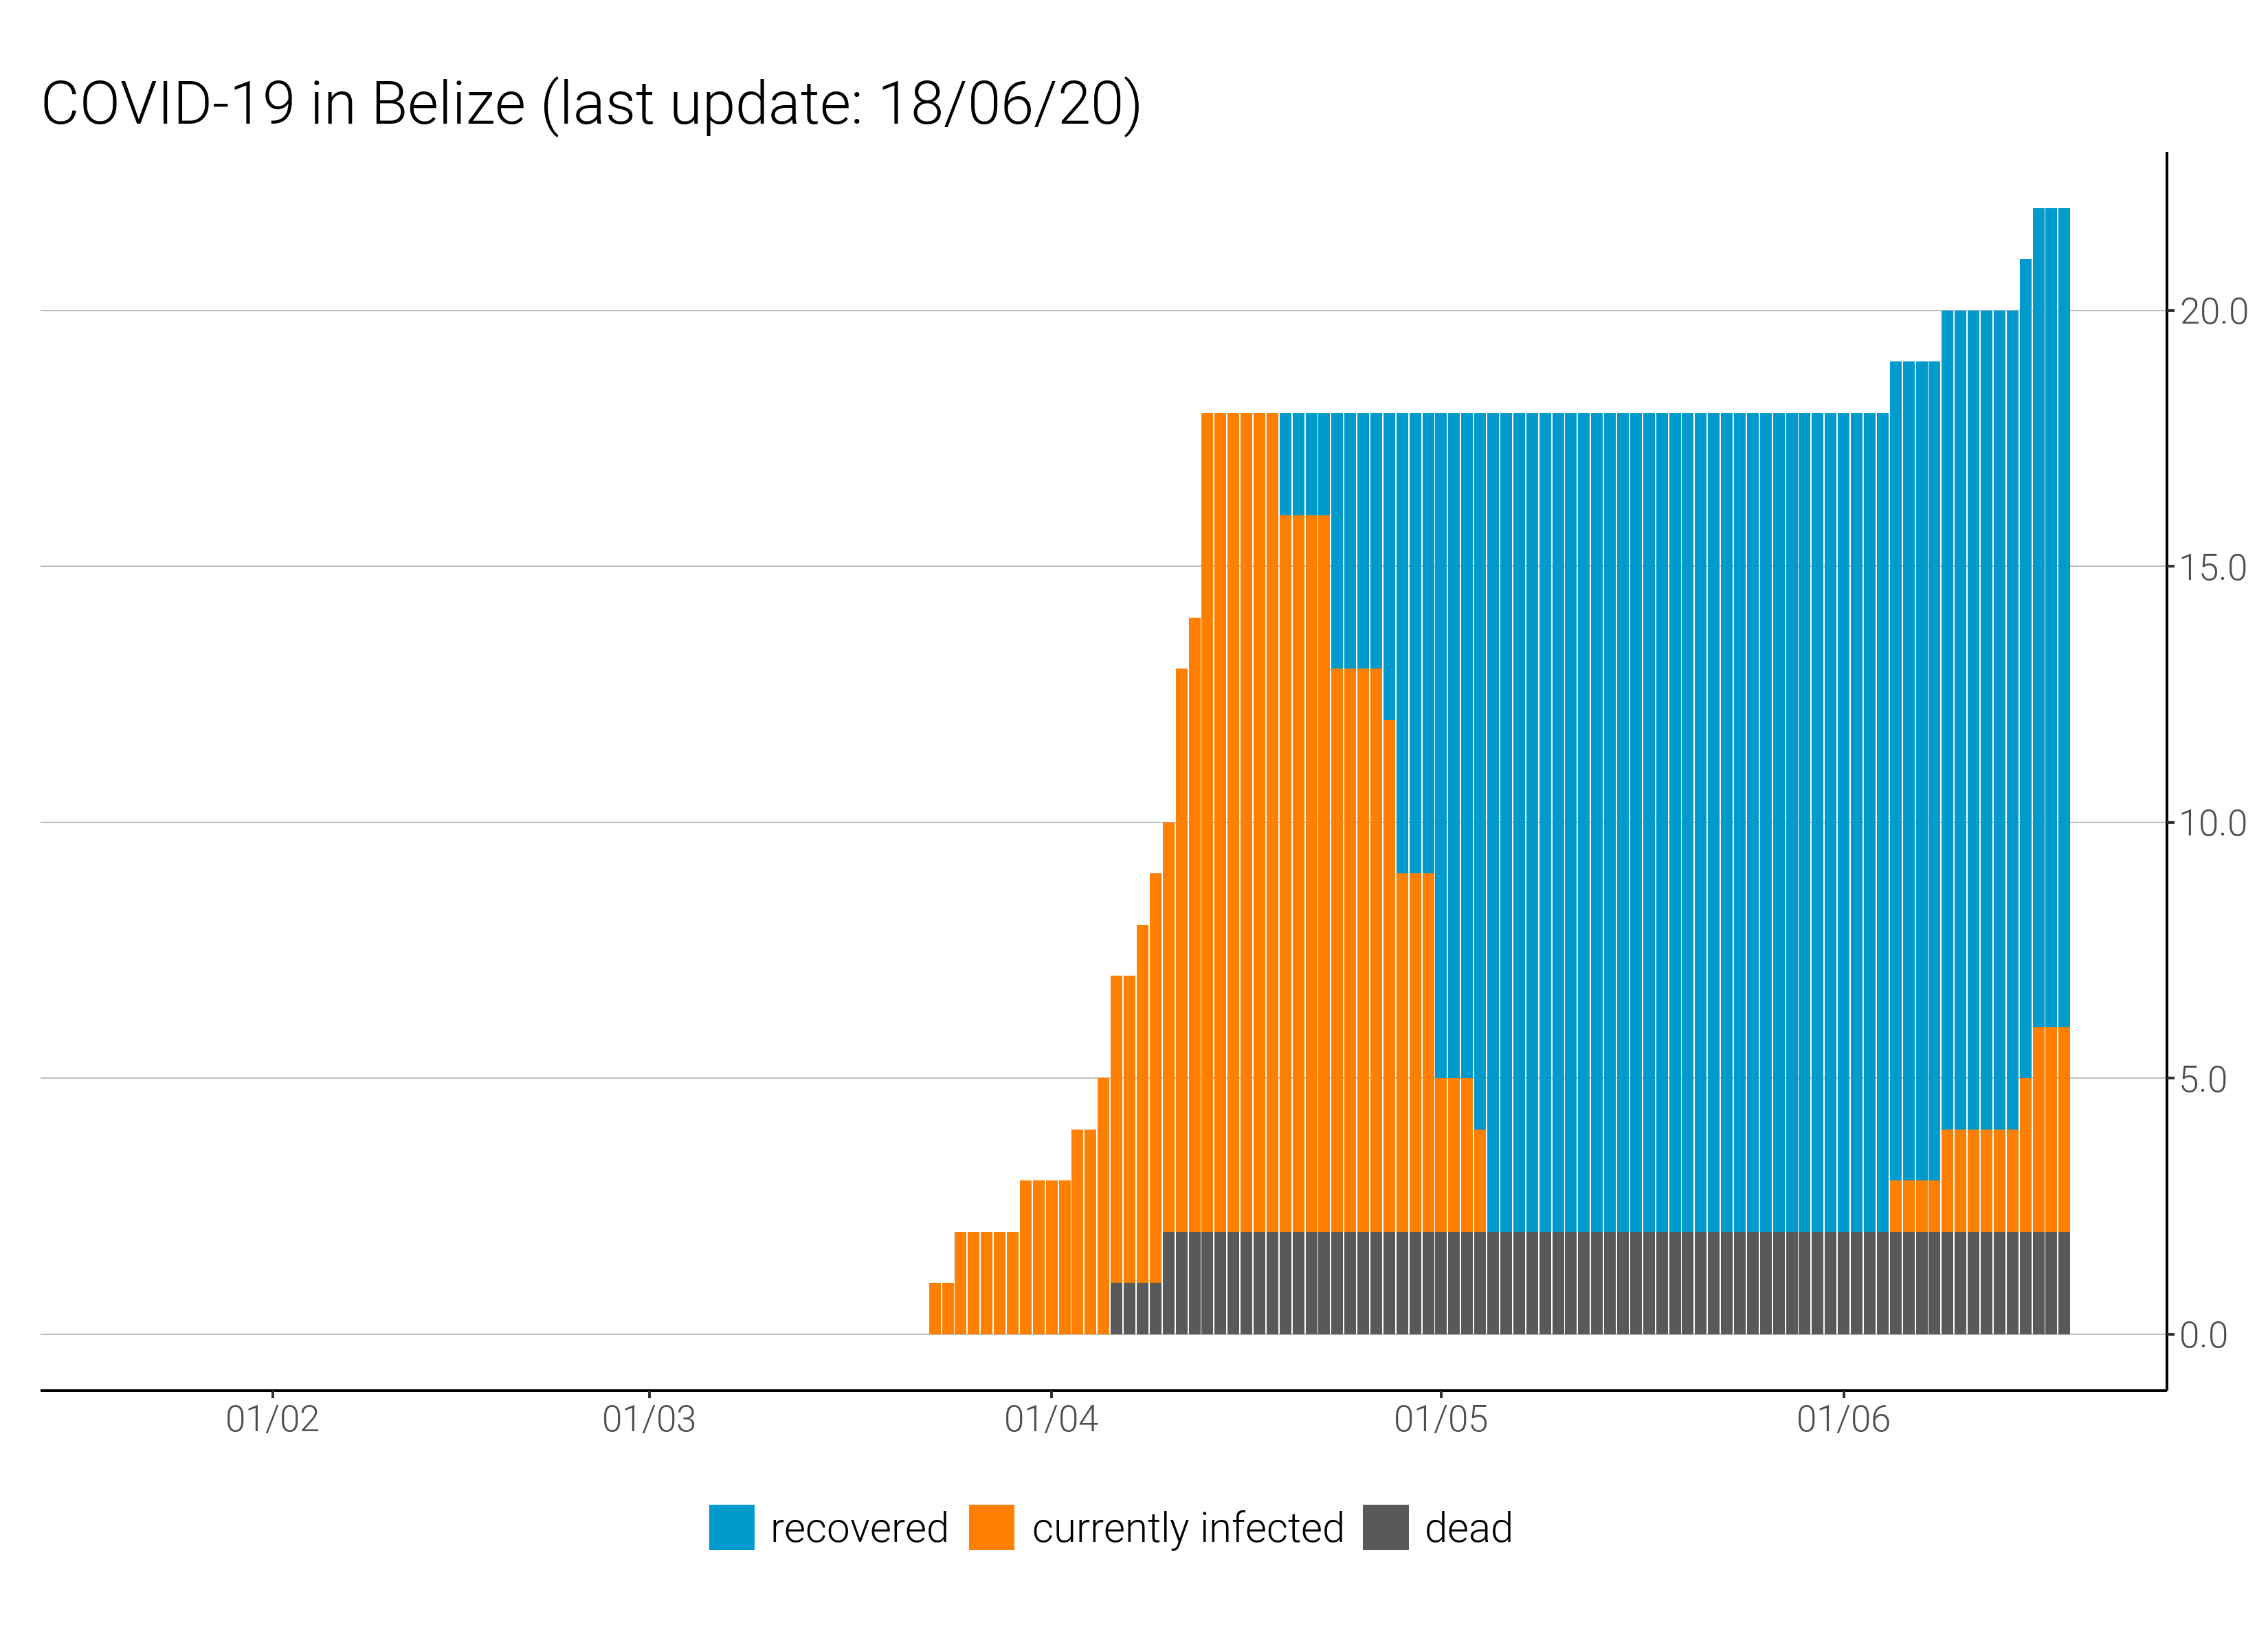 COVID-19 in Belize (last update: 18/06/20)
20.0
15.0
10.0
5.0
0.0
01/02 01/03 01/04 01/05 01/06
recovered currently infected dead